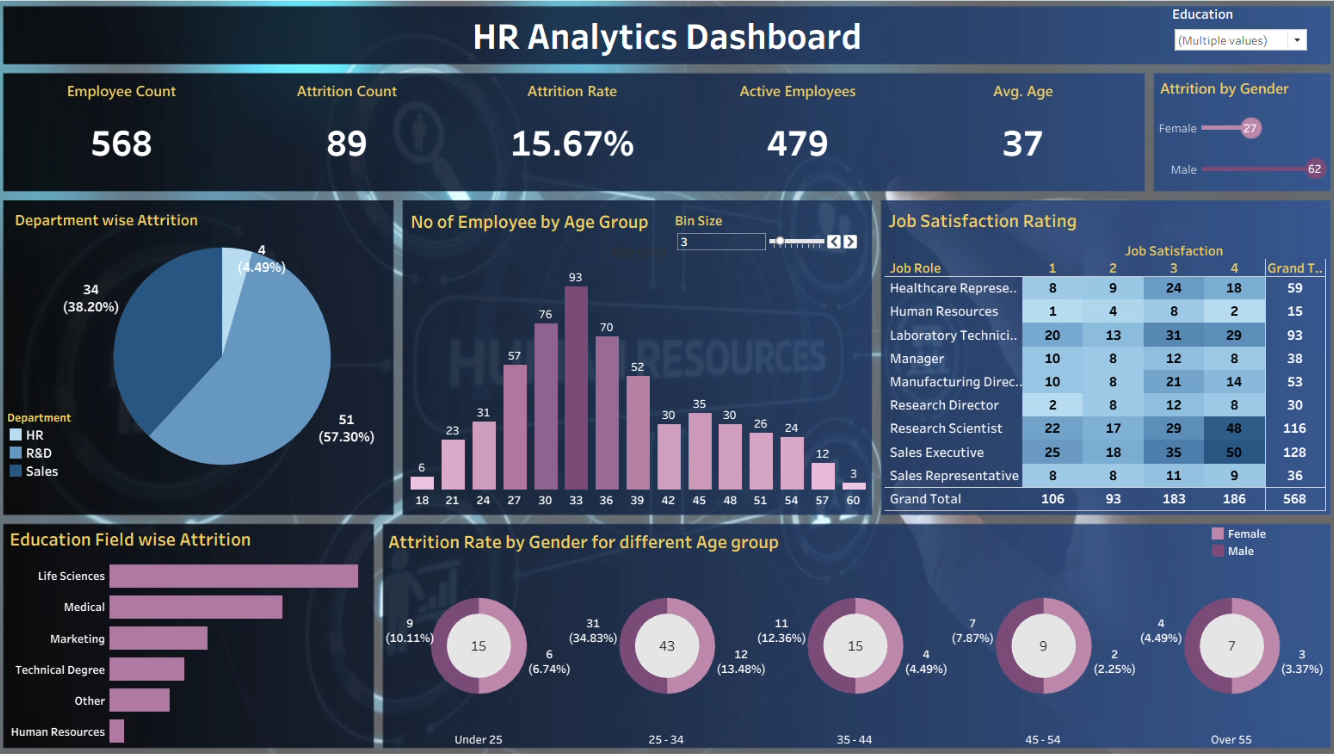 HR Analytics Dashboard
Education
(Multiple values)
Employee Count
568
Attrition Count
89
Attrition Rate
15.67%
Active Employees
479
Avg. Age
37
Attrition by Gender
Female 27
Male 62
Department wise Attrition
4
(4.49%)
34
(38.20%)
51
(57.30%)
Department
HR
R&D
Sales
No of Employee by Age Group
Bin Size
3
6 23 31 57 76 93 70 52 30 35 30 26 24 12 3
18 21 24 27 30 33 36 39 42 45 48 51 54 57 60
HUMAN RESOURCES
Job Satisfaction Rating
Job Satisfaction
Job Role 1 2 3 4 Grand T..
Healthcare Represe.. 8 9 24 18 59
Human Resources 1 4 8 2 15
Laboratory Technici.. 20 13 31 29 93
Manager 10 8 12 8 38
Manufacturing Direc.. 10 8 21 14 53
Research Director 2 8 12 8 30
Research Scientist 22 17 29 48 116
Sales Executive 25 18 35 50 128
Sales Representative 8 8 11 9 36
Grand Total 106 93 183 186 568
Education Field wise Attrition
Life Sciences
Medical
Marketing
Technical Degree
Other
Human Resources
Attrition Rate by Gender for different Age group
Female
Male
9
(10.11%)
15
6
(6.74%)
Under 25
31
(34.83%)
43
12
(13.48%)
25 - 34
11
(12.36%)
15
4
(4.49%)
35 - 44
7
(7.87%)
9
2
(2.25%)
45 - 54
4
(4.49%)
7
3
(3.37%)
Over 55